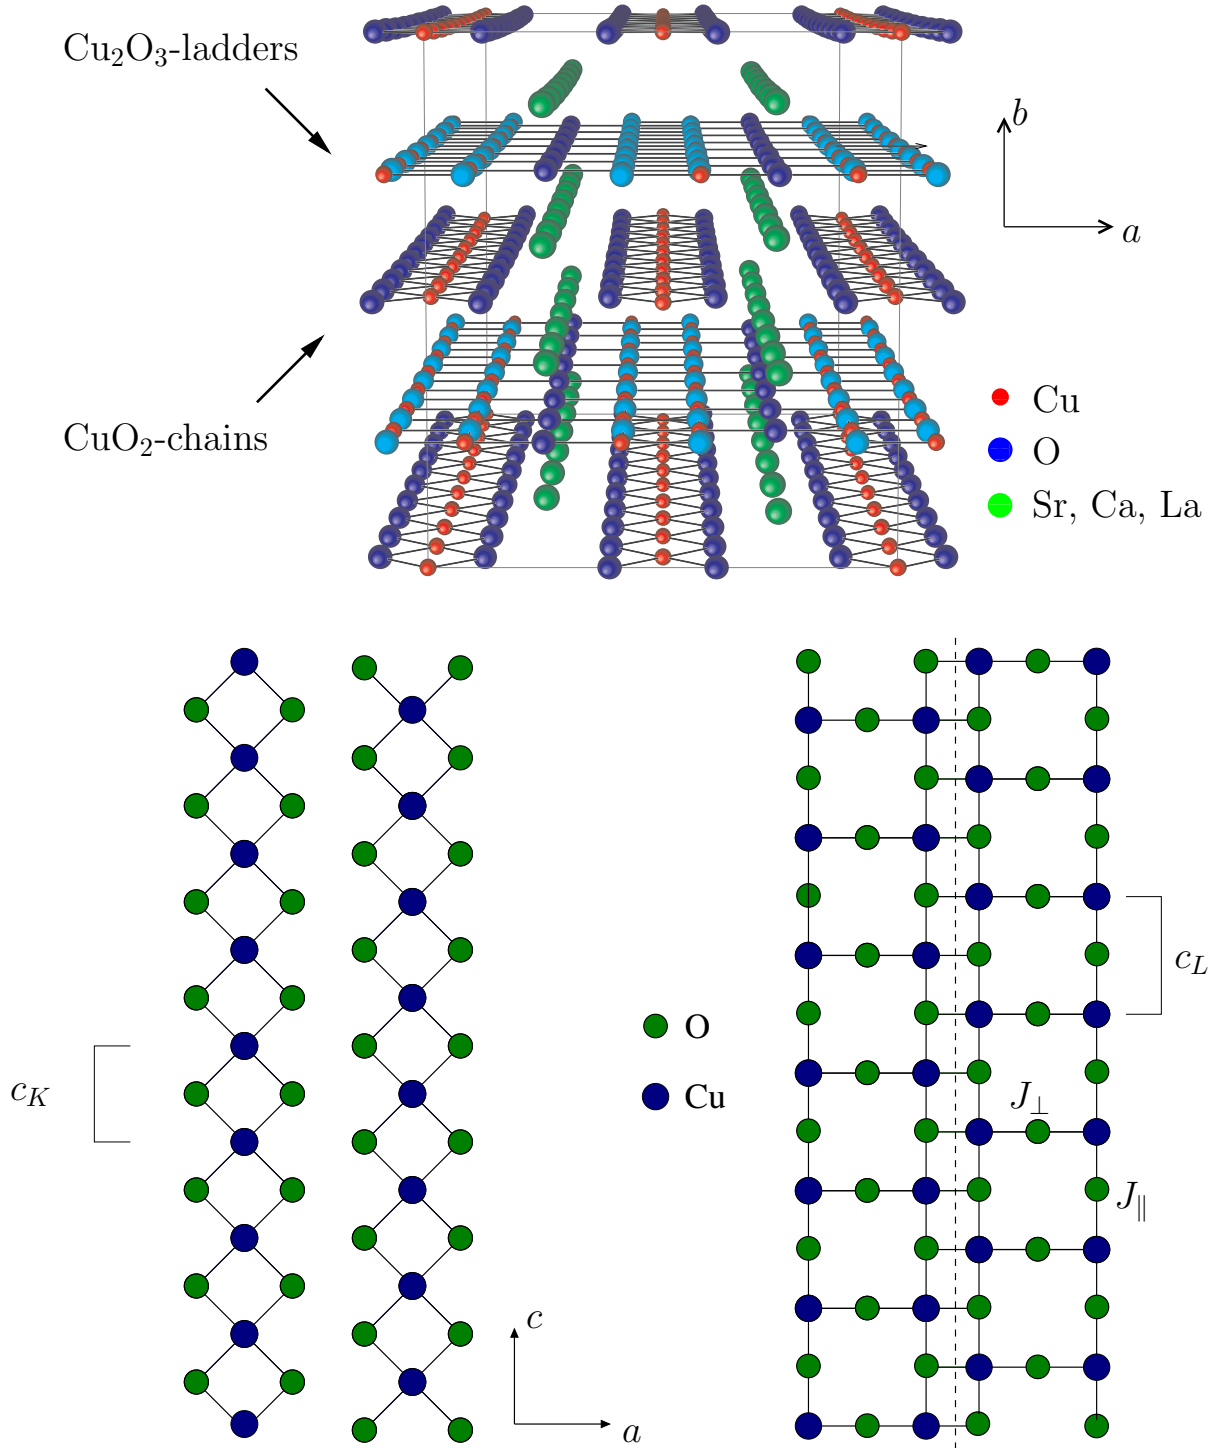 Cu₂O₃-ladders
b
a
CuO₂-chains
Cu
O
Sr, Ca, La
c_L
O
c_K
Cu
J_⊥
J_∥
c
a